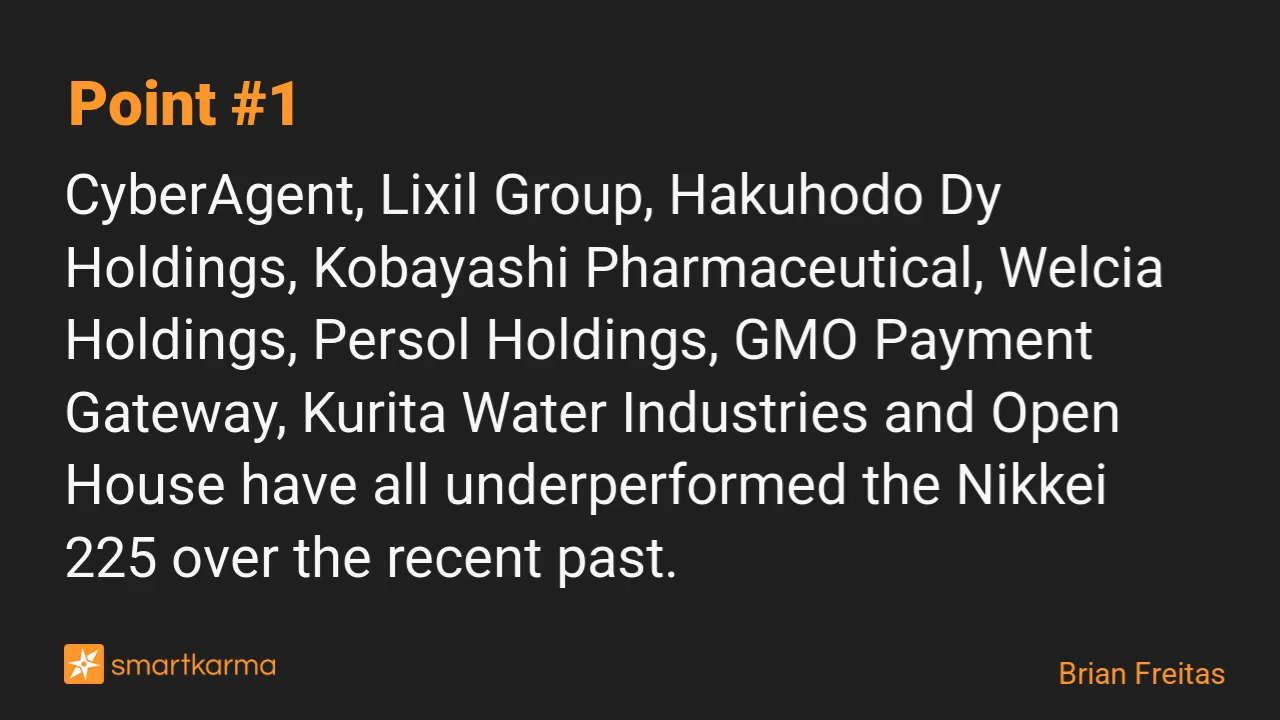 Point #1
CyberAgent, Lixil Group, Hakuhodo Dy
Holdings, Kobayashi Pharmaceutical, Welcia
Holdings, Persol Holdings, GMO Payment
Gateway, Kurita Water Industries and Open
House have all underperformed the Nikkei
225 over the recent past.
smartkarma
Brian Freitas